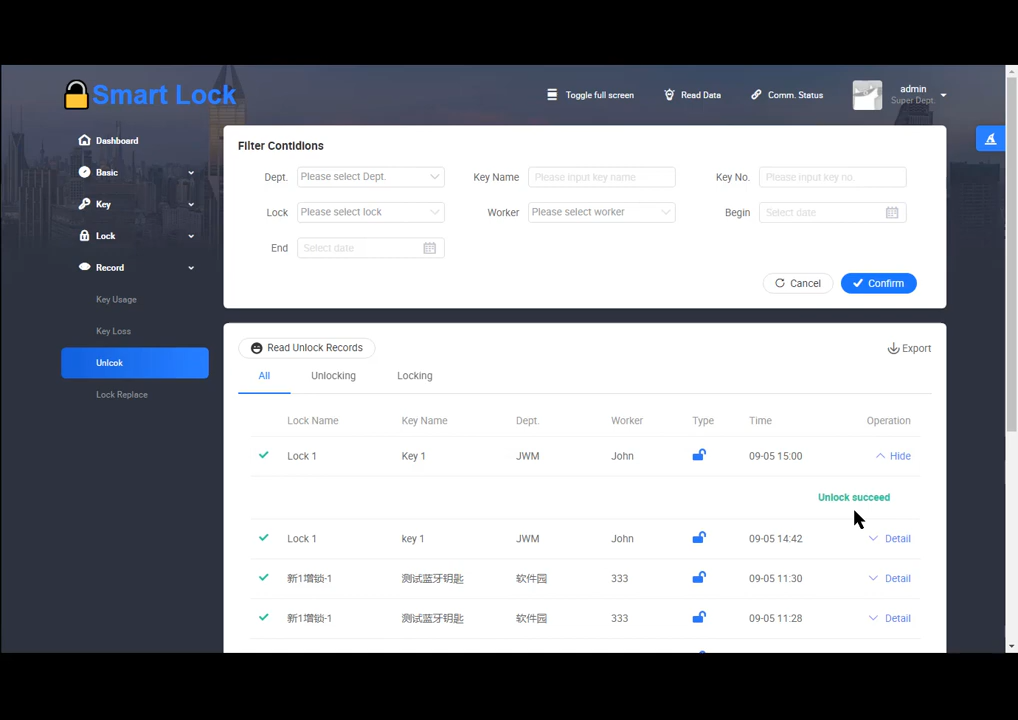 Smart Lock
Toggle full screen
Read Data
Comm. Status
admin
Super Dept.
Dashboard
Basic
Key
Lock
Record
Key Usage
Key Loss
Unlcok
Lock Replace
Filter Contidions
Dept. Please select Dept.
Key Name Please input key name
Key No. Please input key no.
Lock Please select lock
Worker Please select worker
Begin Select date
End Select date
Cancel
Confirm
Read Unlock Records
Export
All Unlocking Locking
Lock Name Key Name Dept. Worker Type Time Operation
Lock 1 Key 1 JWM John 09-05 15:00 Hide
Unlock succeed
Lock 1 key 1 JWM John 09-05 14:42 Detail
新1增锁-1 测试蓝牙钥匙 软件园 333 09-05 11:30 Detail
新1增锁-1 测试蓝牙钥匙 软件园 333 09-05 11:28 Detail